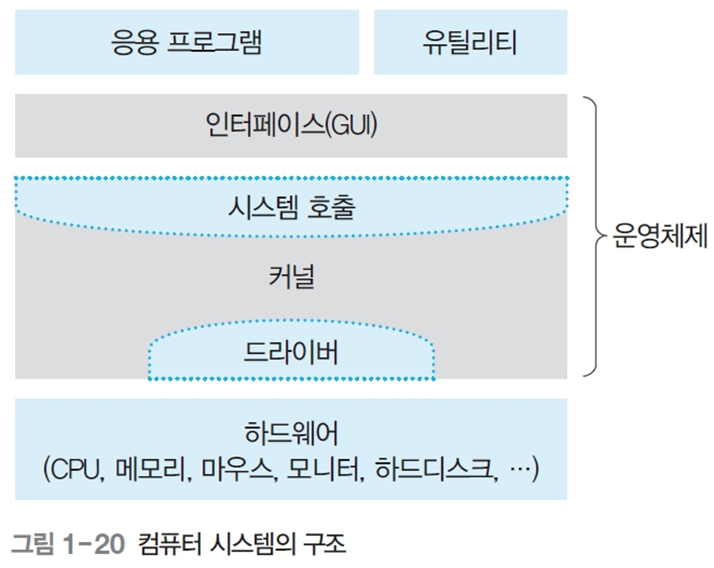 응용 프로그램
유틸리티
인터페이스(GUI)
시스템 호출
커널
드라이버
운영체제
하드웨어
(CPU, 메모리, 마우스, 모니터, 하드디스크, …)
그림 1-20 컴퓨터 시스템의 구조